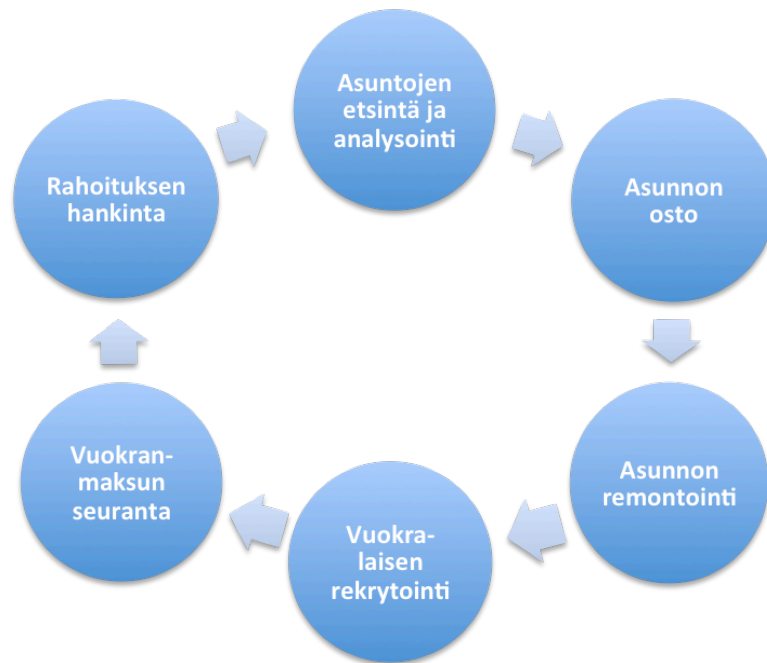 Asuntojen
etsintä ja
analysointi
Asunnon
osto
Asunnon
remontointi
Vuokra-
laisen
rekrytointi
Vuokran-
maksun
seuranta
Rahoituksen
hankinta